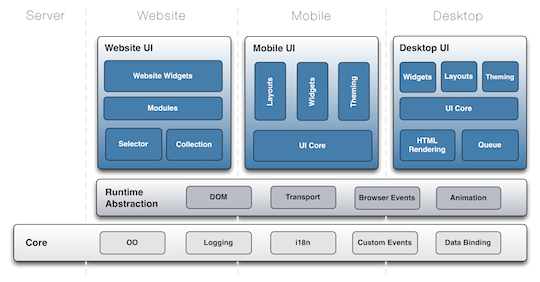 Server
Website
Mobile
Desktop
Website UI
Website Widgets
Modules
Selector
Collection
Mobile UI
Layouts
Widgets
Theming
UI Core
Desktop UI
Widgets
Layouts
Theming
UI Core
HTML
Rendering
Queue
Runtime
Abstraction
DOM
Transport
Browser Events
Animation
Core
OO
Logging
i18n
Custom Events
Data Binding